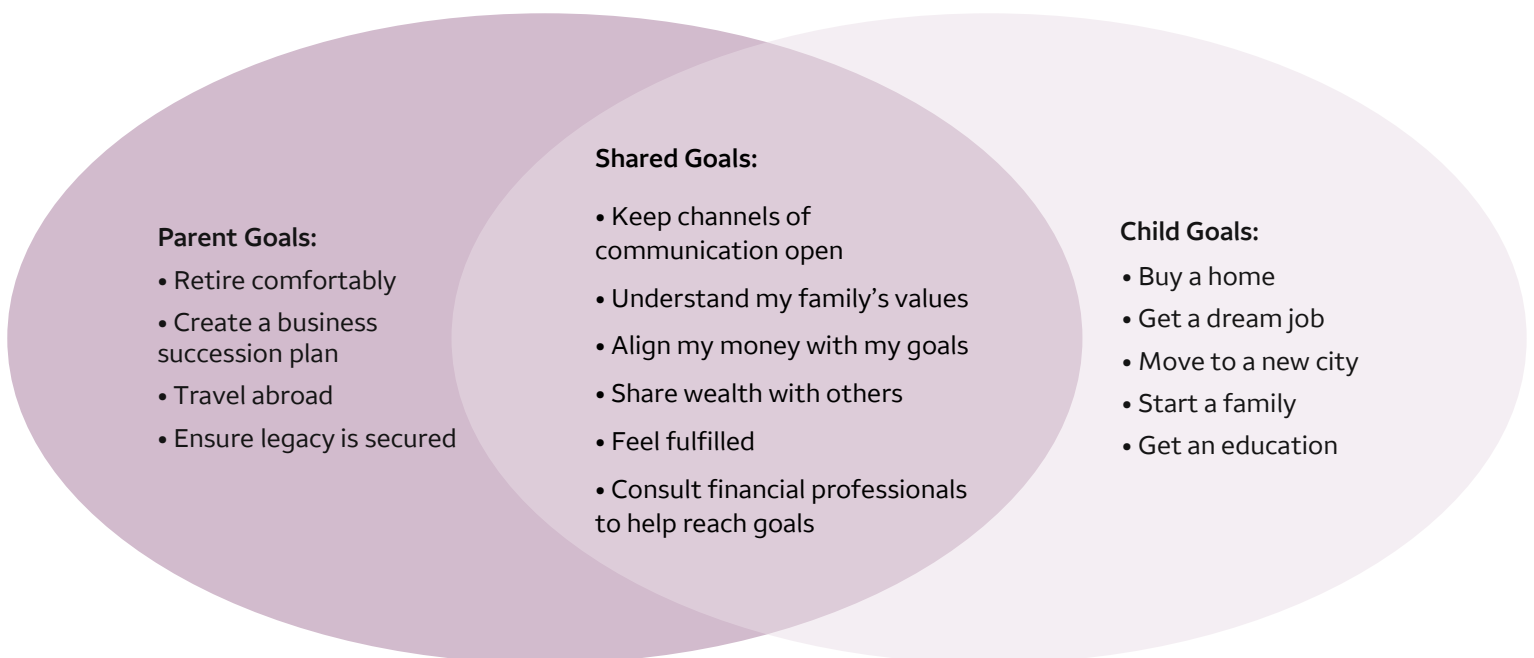 Parent Goals:
• Retire comfortably
• Create a business
succession plan
• Travel abroad
• Ensure legacy is secured
Shared Goals:
• Keep channels of
communication open
• Understand my family’s values
• Align my money with my goals
• Share wealth with others
• Feel fulfilled
• Consult financial professionals
to help reach goals
Child Goals:
• Buy a home
• Get a dream job
• Move to a new city
• Start a family
• Get an education